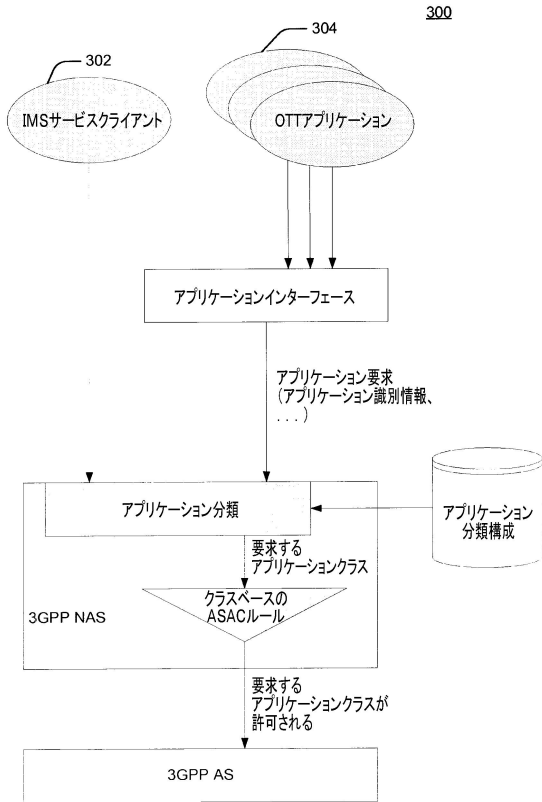 300
302
304
IMSサービスクライアント
OTTアプリケーション
アプリケーションインターフェース
アプリケーション要求
(アプリケーション識別情報、
. . . )
アプリケーション分類
アプリケーション
分類構成
要求する
アプリケーションクラス
クラスベースの
ASACルール
3GPP NAS
要求する
アプリケーションクラスが
許可される
3GPP AS